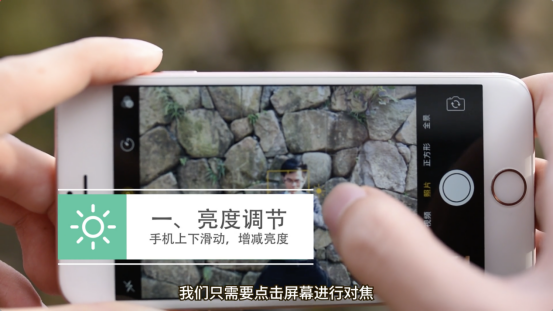 全景
正方形
照片
视频
一、亮度调节
手机上下滑动，增减亮度
我们只需要点击屏幕进行对焦